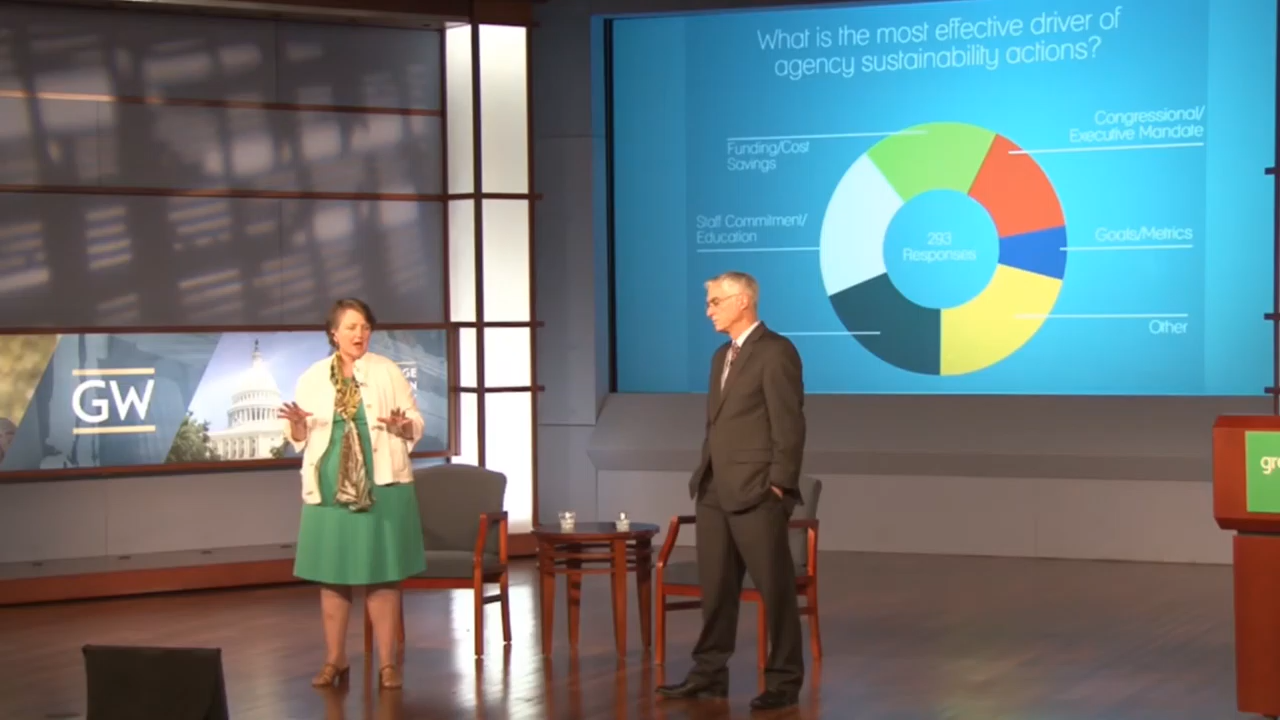 What is the most effective driver of
agency sustainability actions?
Congressional/
Executive Mandate
Funding/Cost
Savings
Staff Commitment/
Education
293
Responses
Goals/Metrics
Other
GW